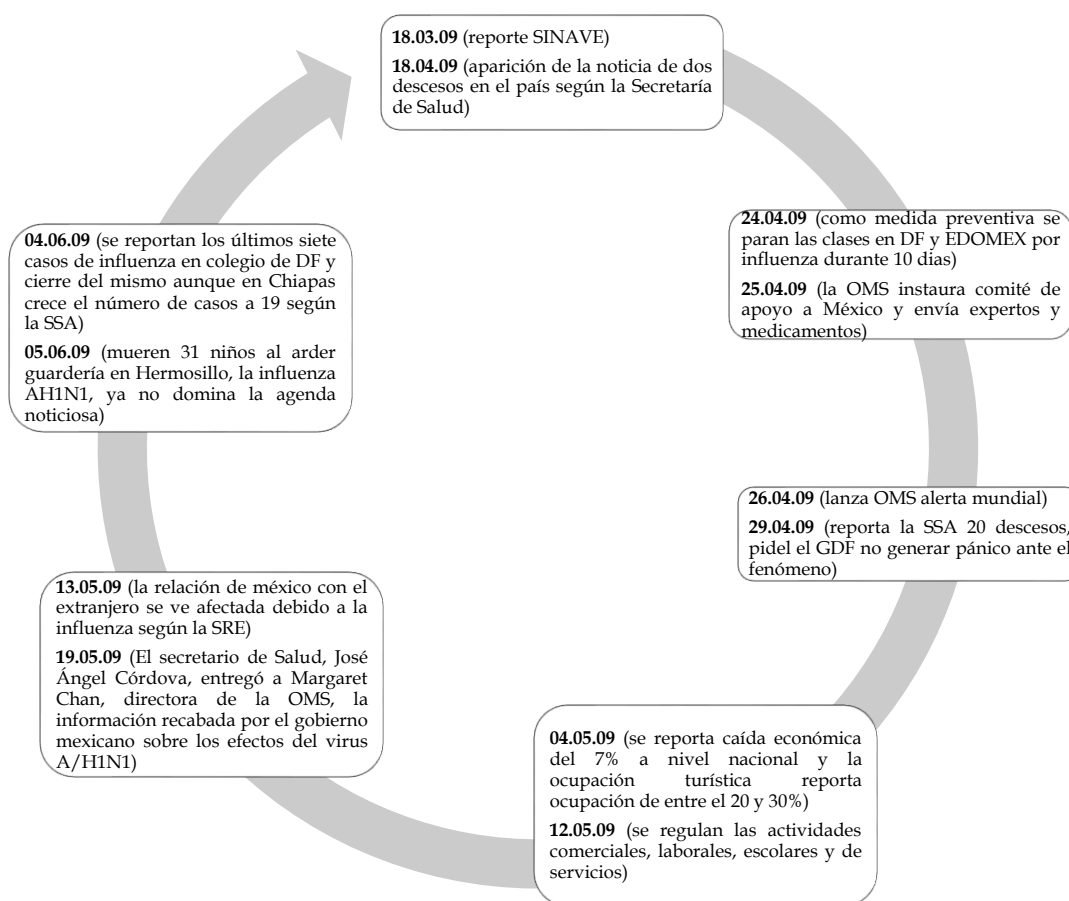 18.03.09 (reporte SINAVE)
18.04.09 (aparición de la noticia de dos
descesos en el país según la Secretaría
de Salud)
24.04.09 (como medida preventiva se
paran las clases en DF y EDOMEX por
influenza durante 10 dias)
25.04.09 (la OMS instaura comité de
apoyo a México y envía expertos y
medicamentos)
26.04.09 (lanza OMS alerta mundial)
29.04.09 (reporta la SSA 20 descesos,
pidel el GDF no generar pánico ante el
fenómeno)
04.05.09 (se reporta caída económica
del 7% a nivel nacional y la
ocupación turística reporta
ocupación de entre el 20 y 30%)
12.05.09 (se regulan las actividades
comerciales, laborales, escolares y de
servicios)
13.05.09 (la relación de méxico con el
extranjero se ve afectada debido a la
influenza según la SRE)
19.05.09 (El secretario de Salud, José
Ángel Córdova, entregó a Margaret
Chan, directora de la OMS, la
información recabada por el gobierno
mexicano sobre los efectos del virus
A/H1N1)
04.06.09 (se reportan los últimos siete
casos de influenza en colegio de DF y
cierre del mismo aunque en Chiapas
crece el número de casos a 19 según
la SSA)
05.06.09 (mueren 31 niños al arder
guardería en Hermosillo, la influenza
AH1N1, ya no domina la agenda
noticiosa)